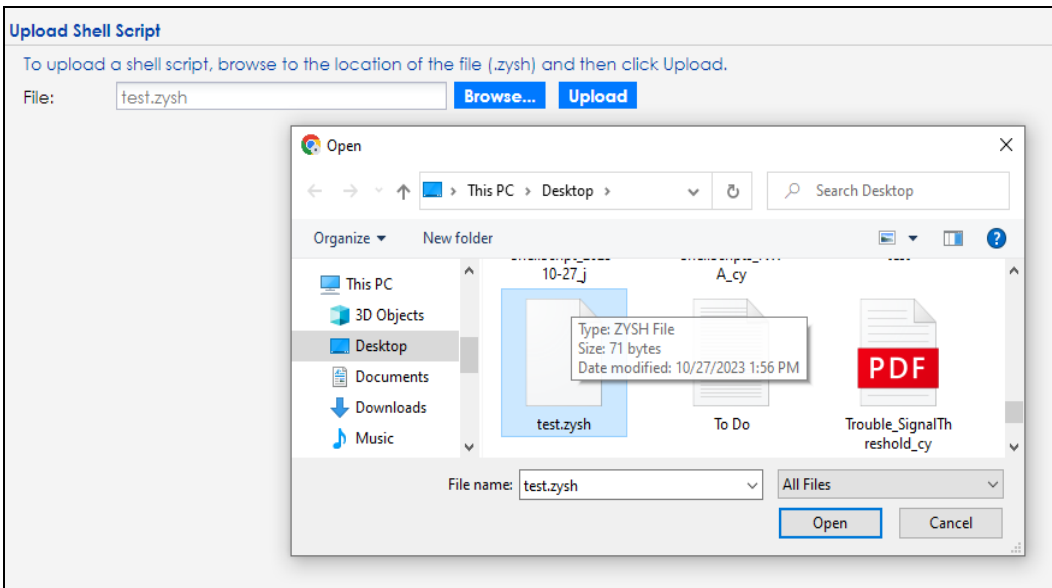 Upload Shell Script
To upload a shell script, browse to the location of the file (.zysh) and then click Upload.
File: test.zysh Browse... Upload
Open
This PC > Desktop >
Search Desktop
Organize
New folder
This PC
3D Objects
Desktop
Documents
Downloads
Music
10-27_j
A_cy
Type: ZYSH File
Size: 71 bytes
Date modified: 10/27/2023 1:56 PM
PDF
test.zysh
To Do
Trouble_SignalTh
reshold_cy
File name: test.zysh
All Files
Open
Cancel